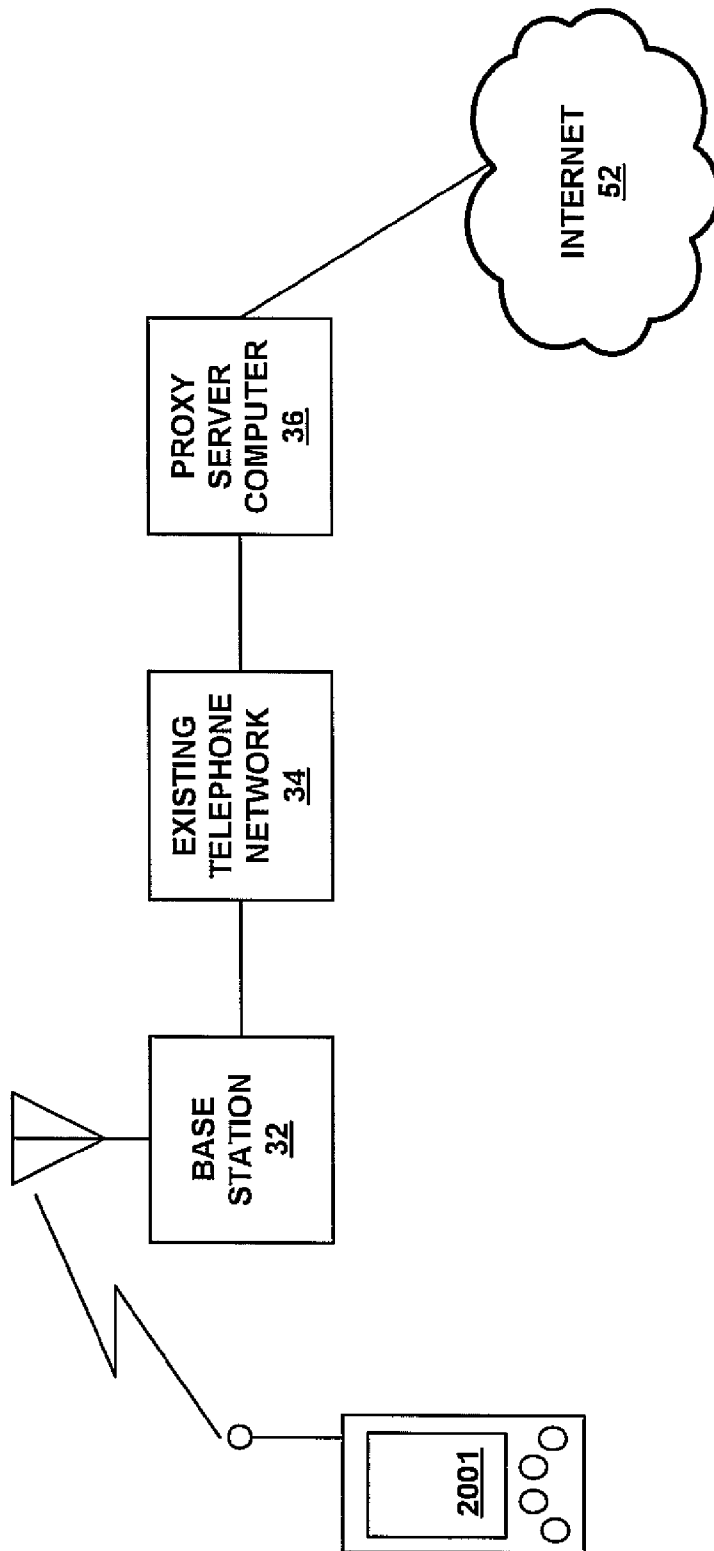 2001
BASE
STATION
32
EXISTING
TELEPHONE
NETWORK
34
PROXY
SERVER
COMPUTER
36
INTERNET
52